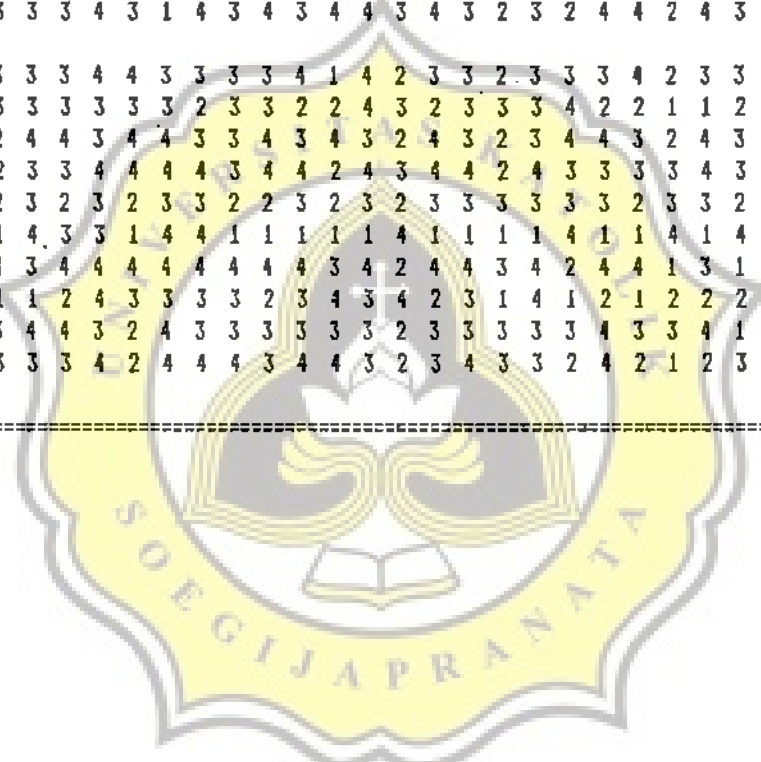 3 3 3 4 3 1 4 3 4 3 4 4 3 4 3 2 3 2 4 4 2 4 3
3 3 3 4 4 3 3 3 3 4 1 4 2 3 3 2 3 3 3 4 2 3 3
3 3 3 3 3 3 2 3 3 2 2 4 3 2 3 3 3 4 2 2 1 1 2
4 4 3 4 4 3 3 4 3 4 3 2 4 3 2 3 4 4 3 2 4 3
2 3 3 4 4 4 4 3 4 4 2 4 3 4 4 2 4 3 3 3 3 4 3
2 3 2 3 2 3 3 2 2 3 2 3 2 3 3 3 3 3 3 2 3 3 2
4 3 3 1 4 4 1 1 1 1 1 4 1 1 1 1 4 1 1 4 1 4
3 4 4 4 4 4 4 4 4 3 4 2 4 4 3 4 2 4 4 1 3 1
1 2 4 3 3 3 3 2 3 4 3 4 2 3 1 4 1 2 1 2 2 2
4 4 3 2 4 3 3 3 3 3 3 2 3 3 3 3 3 4 3 3 4 1
3 3 3 4 2 4 4 4 3 4 4 3 2 3 4 3 3 2 4 2 1 2 3
UNIVERSITAS KATOLIK
SOEGIJAPRANATA